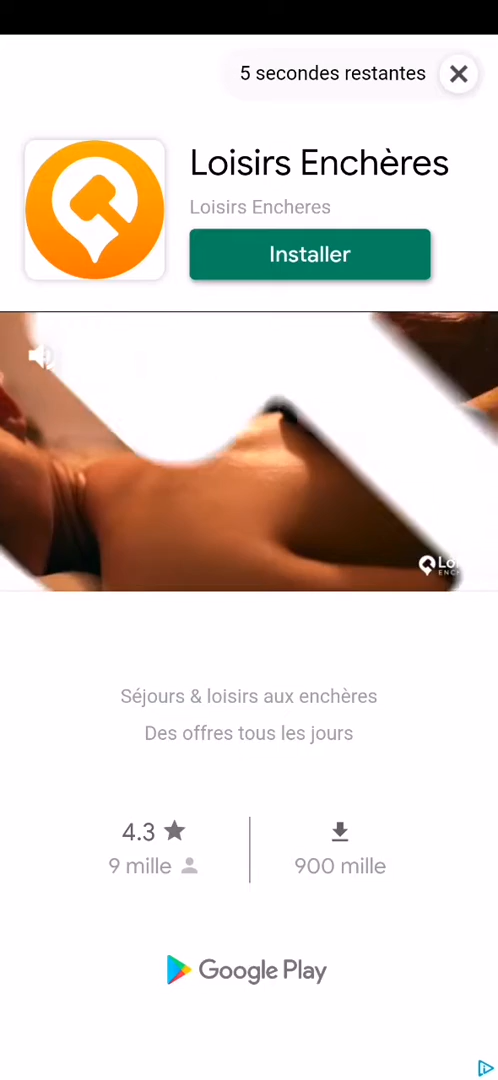 5 secondes restantes
Loisirs Enchères
Loisirs Encheres
Installer
Séjours & loisirs aux enchères
Des offres tous les jours
4.3
9 mille
900 mille
Google Play